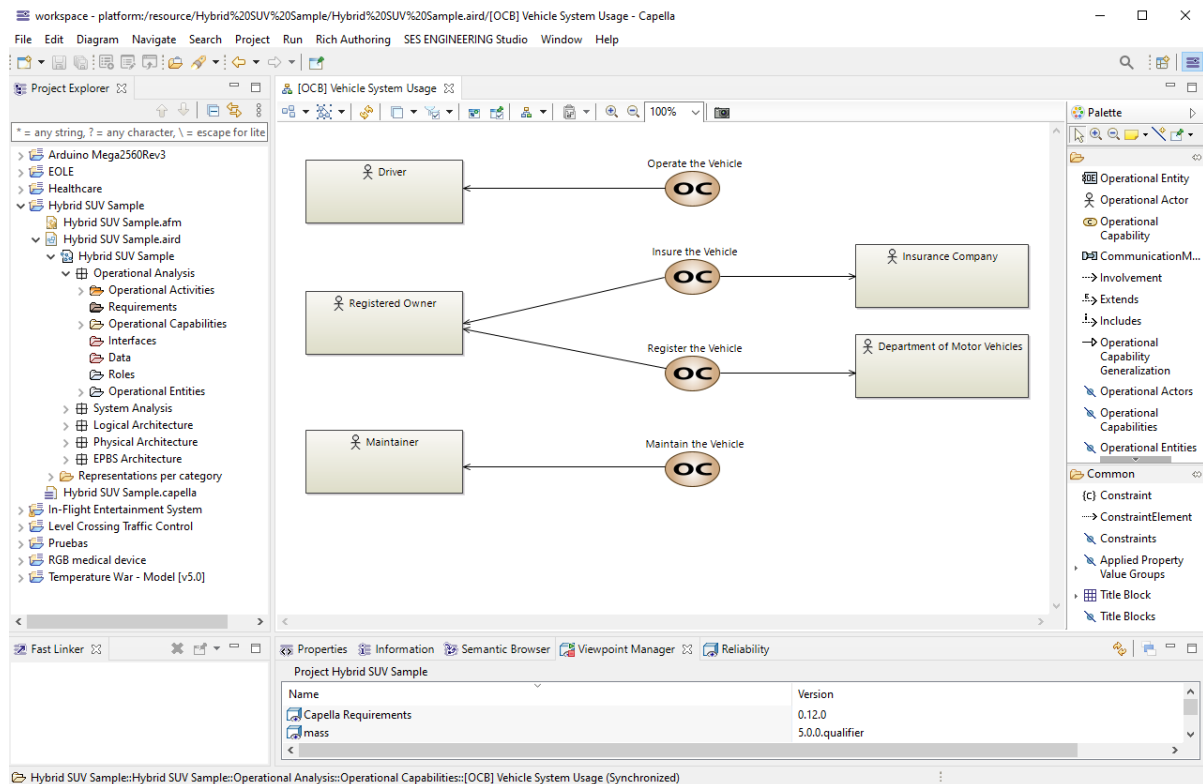 workspace - platform:/resource/Hybrid%20SUV%20Sample/Hybrid%20SUV%20Sample.aird/[OCB] Vehicle System Usage - Capella
File Edit Diagram Navigate Search Project Run Rich Authoring SES ENGINEERING Studio Window Help
Project Explorer
* = any string, ? = any character, \ = escape for lite
Arduino Mega2560Rev3
EOLE
Healthcare
Hybrid SUV Sample
Hybrid SUV Sample.afm
Hybrid SUV Sample.aird
Hybrid SUV Sample
Operational Analysis
Operational Activities
Requirements
Operational Capabilities
Interfaces
Data
Roles
Operational Entities
System Analysis
Logical Architecture
Physical Architecture
EPBS Architecture
Representations per category
Hybrid SUV Sample.capella
In-Flight Entertainment System
Level Crossing Traffic Control
Pruebas
RGB medical device
Temperature War - Model [v5.0]
[OCB] Vehicle System Usage
100%
Driver
Operate the Vehicle
OC
Insure the Vehicle
OC
Insurance Company
Registered Owner
Register the Vehicle
OC
Department of Motor Vehicles
Maintainer
Maintain the Vehicle
OC
Palette
OE Operational Entity
Operational Actor
C Operational
Capability
CommunicationM...
Involvement
E Extends
I Includes
Operational
Capability
Generalization
Operational Actors
Operational
Capabilities
Operational Entities
Common
{c} Constraint
ConstraintElement
Constraints
Applied Property
Value Groups
Title Block
Title Blocks
Fast Linker
Properties Information Semantic Browser Viewpoint Manager Reliability
Project Hybrid SUV Sample
Name Version
Capella Requirements 0.12.0
mass 5.0.0.qualifier
Hybrid SUV Sample::Hybrid SUV Sample::Operational Analysis::Operational Capabilities::[OCB] Vehicle System Usage (Synchronized)